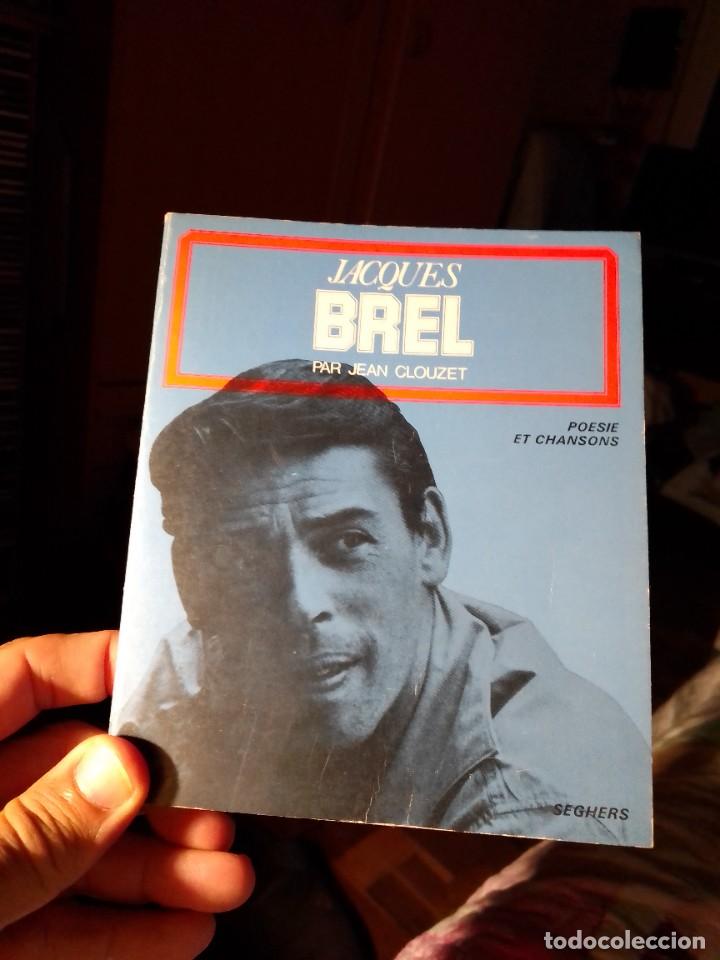 JACQUES
BREL
PAR JEAN CLOUZET
POESIE
ET CHANSONS
SEGHERS
todocoleccion